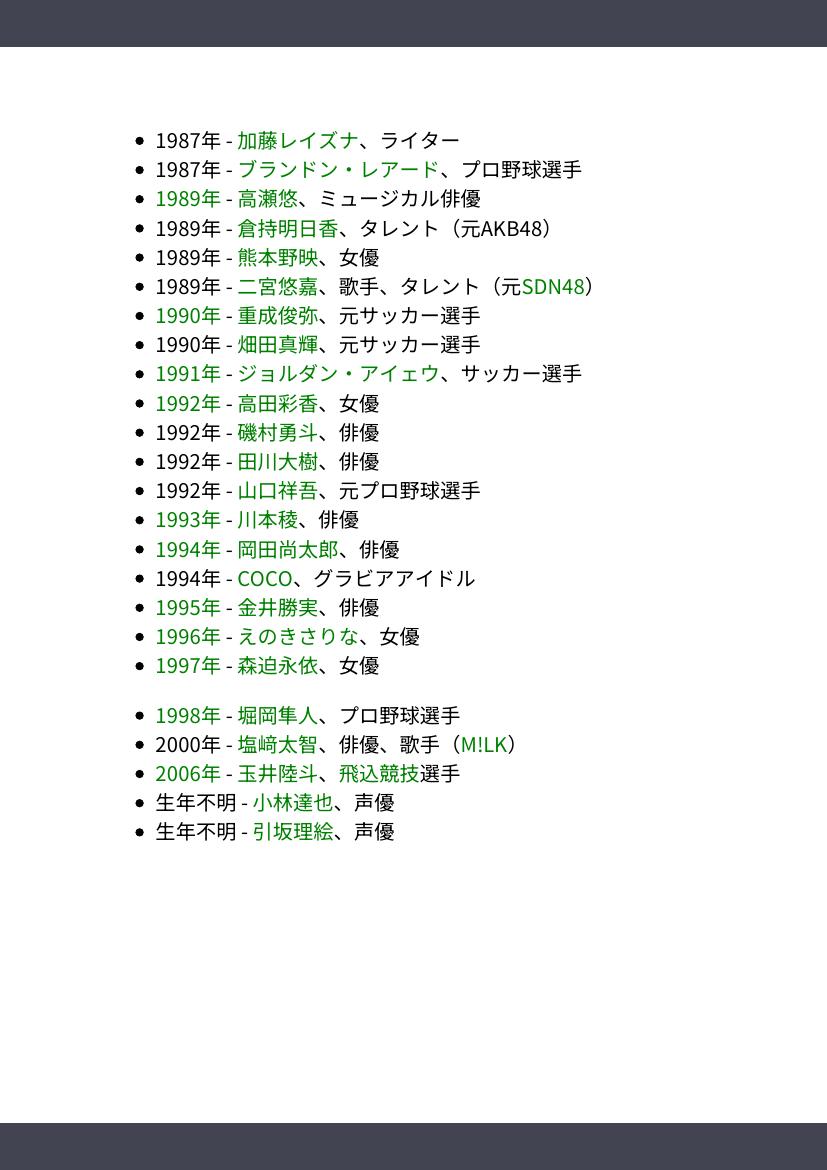 1987年 - 加藤レイズナ、ライター
1987年 - ブランドン・レアード、プロ野球選手
1989年 - 高瀬悠、ミュージカル俳優
1989年 - 倉持明日香、タレント（元AKB48）
1989年 - 熊本野映、女優
1989年 - 二宮悠嘉、歌手、タレント（元SDN48）
1990年 - 重成俊弥、元サッカー選手
1990年 - 畑田真輝、元サッカー選手
1991年 - ジョルダン・アイェウ、サッカー選手
1992年 - 高田彩香、女優
1992年 - 磯村勇斗、俳優
1992年 - 田川大樹、俳優
1992年 - 山口祥吾、元プロ野球選手
1993年 - 川本稜、俳優
1994年 - 岡田尚太郎、俳優
1994年 - COCO、グラビアアイドル
1995年 - 金井勝実、俳優
1996年 - えのきさりな、女優
1997年 - 森迫永依、女優
1998年 - 堀岡隼人、プロ野球選手
2000年 - 塩﨑太智、俳優、歌手（M!LK）
2006年 - 玉井陸斗、飛込競技選手
生年不明 - 小林達也、声優
生年不明 - 引坂理絵、声優